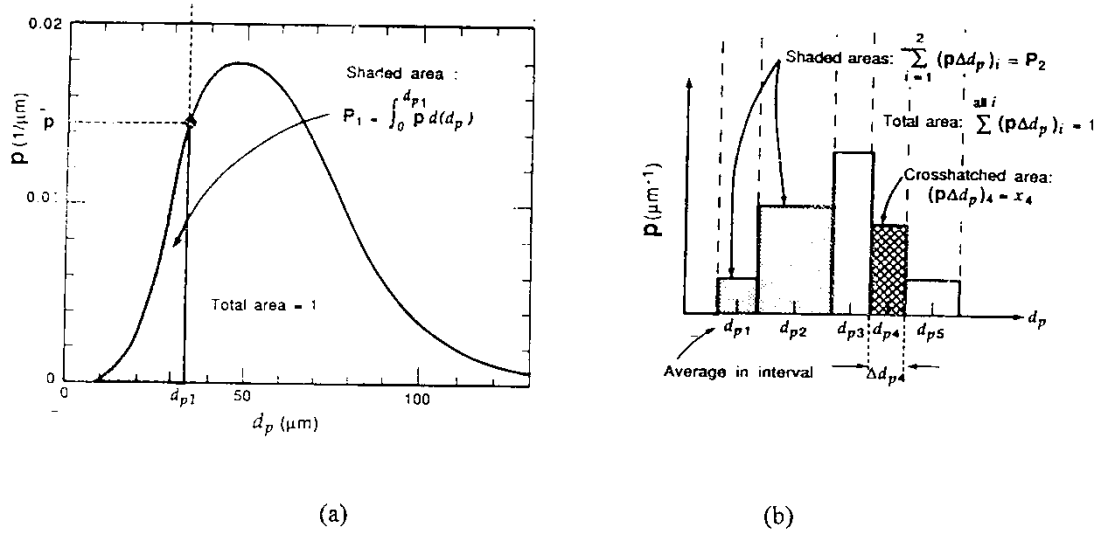 0.02
p
p (1/μm)
0.01
0
Shaded area :
P₁ = ∫₀^dp1 p d(dp)
Total area = 1
0
dp1
50
100
dp (μm)
(a)
Shaded areas: 2 ∑ i=1 (pΔdp)i = P₂
Total area: all i ∑ (pΔdp)i = 1
Crosshatched area:
(pΔdp)₄ = x₄
p (μm⁻¹)
dp1 dp2 dp3 dp4 dp5 dp
Average in interval
Δdp4
(b)